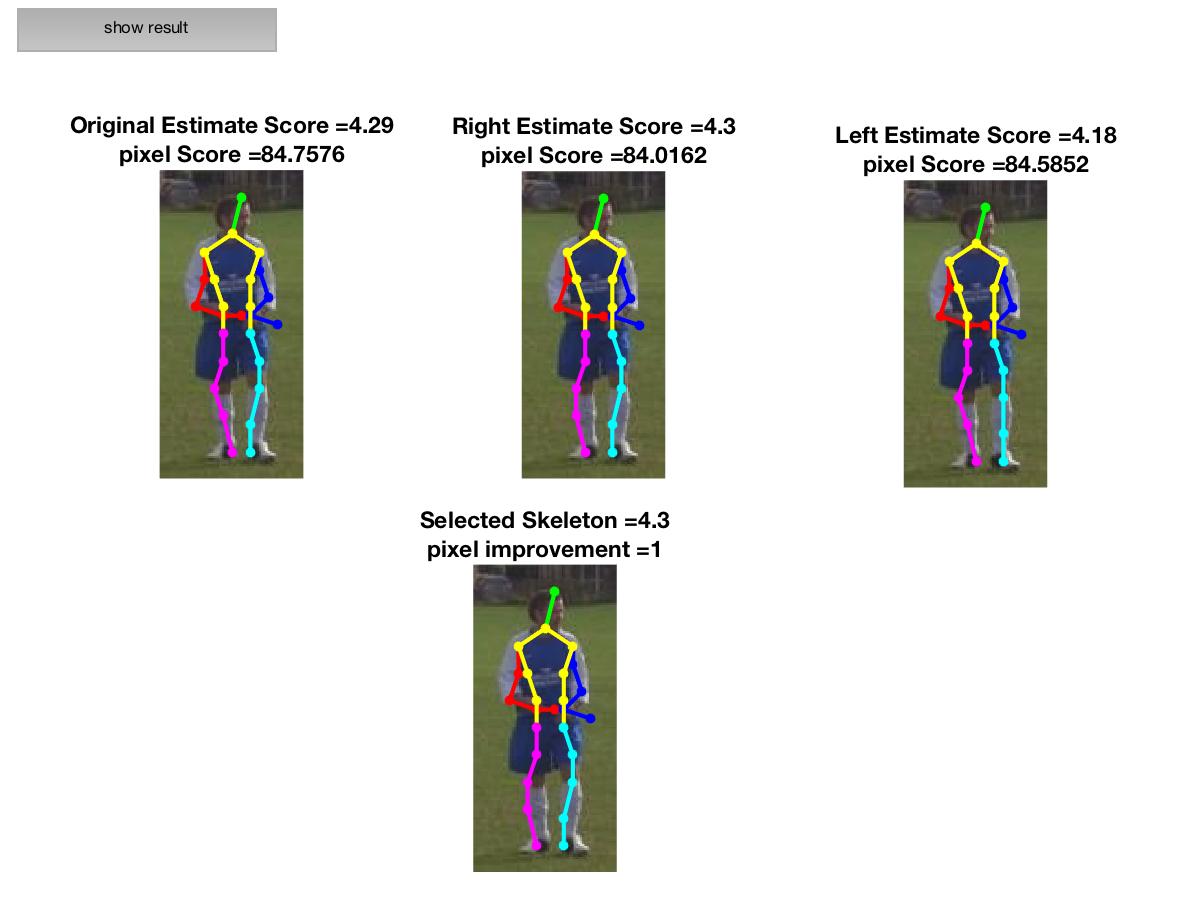 show result
Original Estimate Score =4.29
pixel Score =84.7576
Right Estimate Score =4.3
pixel Score =84.0162
Left Estimate Score =4.18
pixel Score =84.5852
Selected Skeleton =4.3
pixel improvement =1